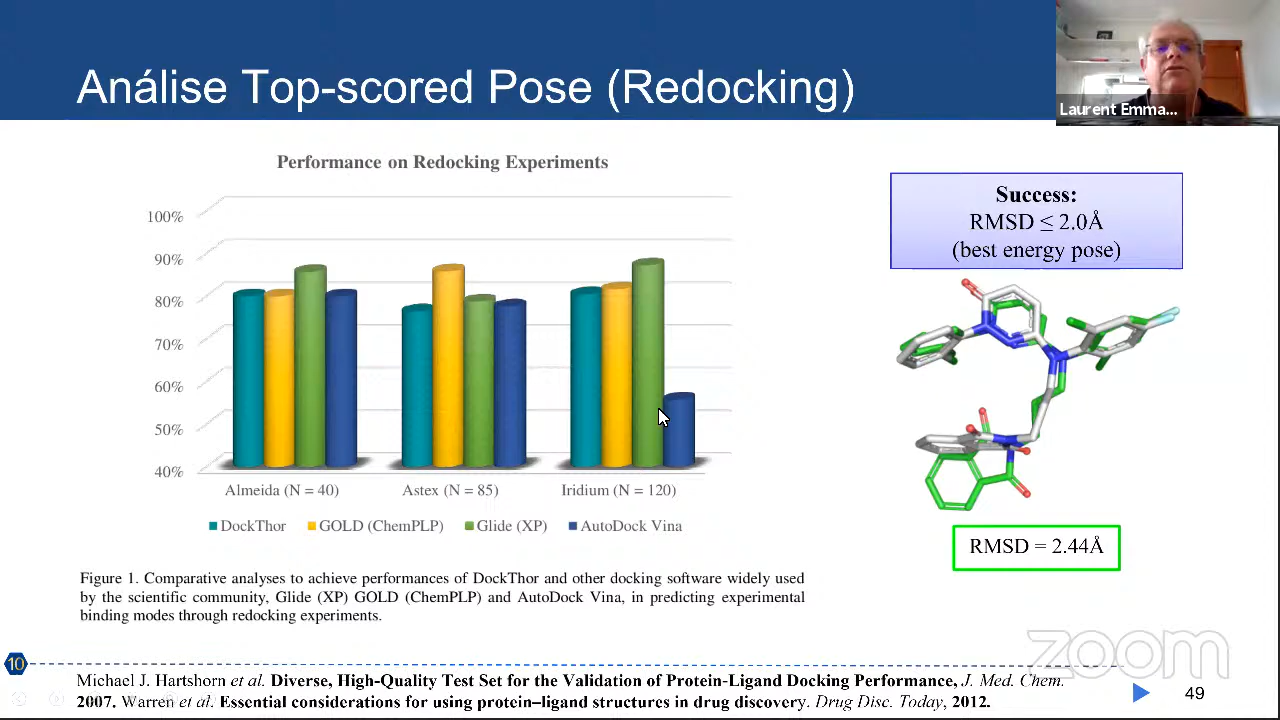 Análise Top-scored Pose (Redocking)
Laurent Emma...
Performance on Redocking Experiments
100%
90%
80%
70%
60%
50%
40%
Almeida (N = 40)
Astex (N = 85)
Iridium (N = 120)
DockThor
GOLD (ChemPLP)
Glide (XP)
AutoDock Vina
Success:
RMSD ≤ 2.0Å
(best energy pose)
RMSD = 2.44Å
Figure 1. Comparative analyses to achieve performances of DockThor and other docking software widely used
by the scientific community, Glide (XP) GOLD (ChemPLP) and AutoDock Vina, in predicting experimental
binding modes through redocking experiments.
zoom
10
Michael J. Hartshorn et al. Diverse, High-Quality Test Set for the Validation of Protein-Ligand Docking Performance, J. Med. Chem.
2007. Warren et al. Essential considerations for using protein–ligand structures in drug discovery. Drug Disc. Today, 2012.
49